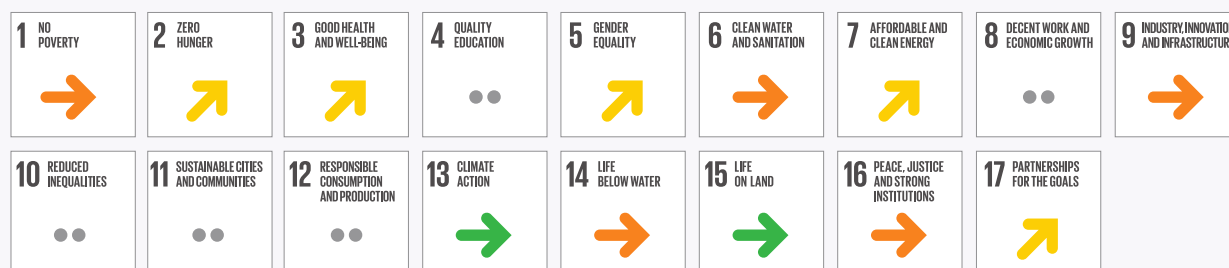 1 NO
POVERTY
2 ZERO
HUNGER
3 GOOD HEALTH
AND WELL-BEING
4 QUALITY
EDUCATION
5 GENDER
EQUALITY
6 CLEAN WATER
AND SANITATION
7 AFFORDABLE AND
CLEAN ENERGY
8 DECENT WORK AND
ECONOMIC GROWTH
9 INDUSTRY,
AND
10 REDUCED
INEQUALITIES
11 SUSTAINABLE CITIES
AND COMMUNITIES
12 RESPONSIBLE
CONSUMPTION
AND PRODUCTION
13 CLIMATE
ACTION
14 LIFE
BELOW WATER
15 LIFE
ON LAND
16 PEACE, JUSTICE
AND STRONG
INSTITUTIONS
17 PARTNERSHIPS
FOR THE GOALS